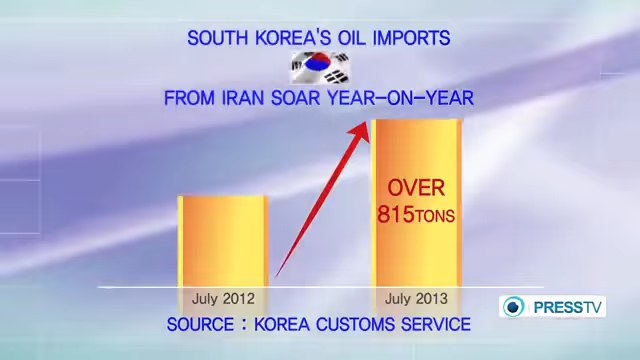 SOUTH KOREA'S OIL IMPORTS
FROM IRAN SOAR YEAR-ON-YEAR
OVER
815TONS
July 2012
July 2013
PRESSTV
SOURCE : KOREA CUSTOMS SERVICE